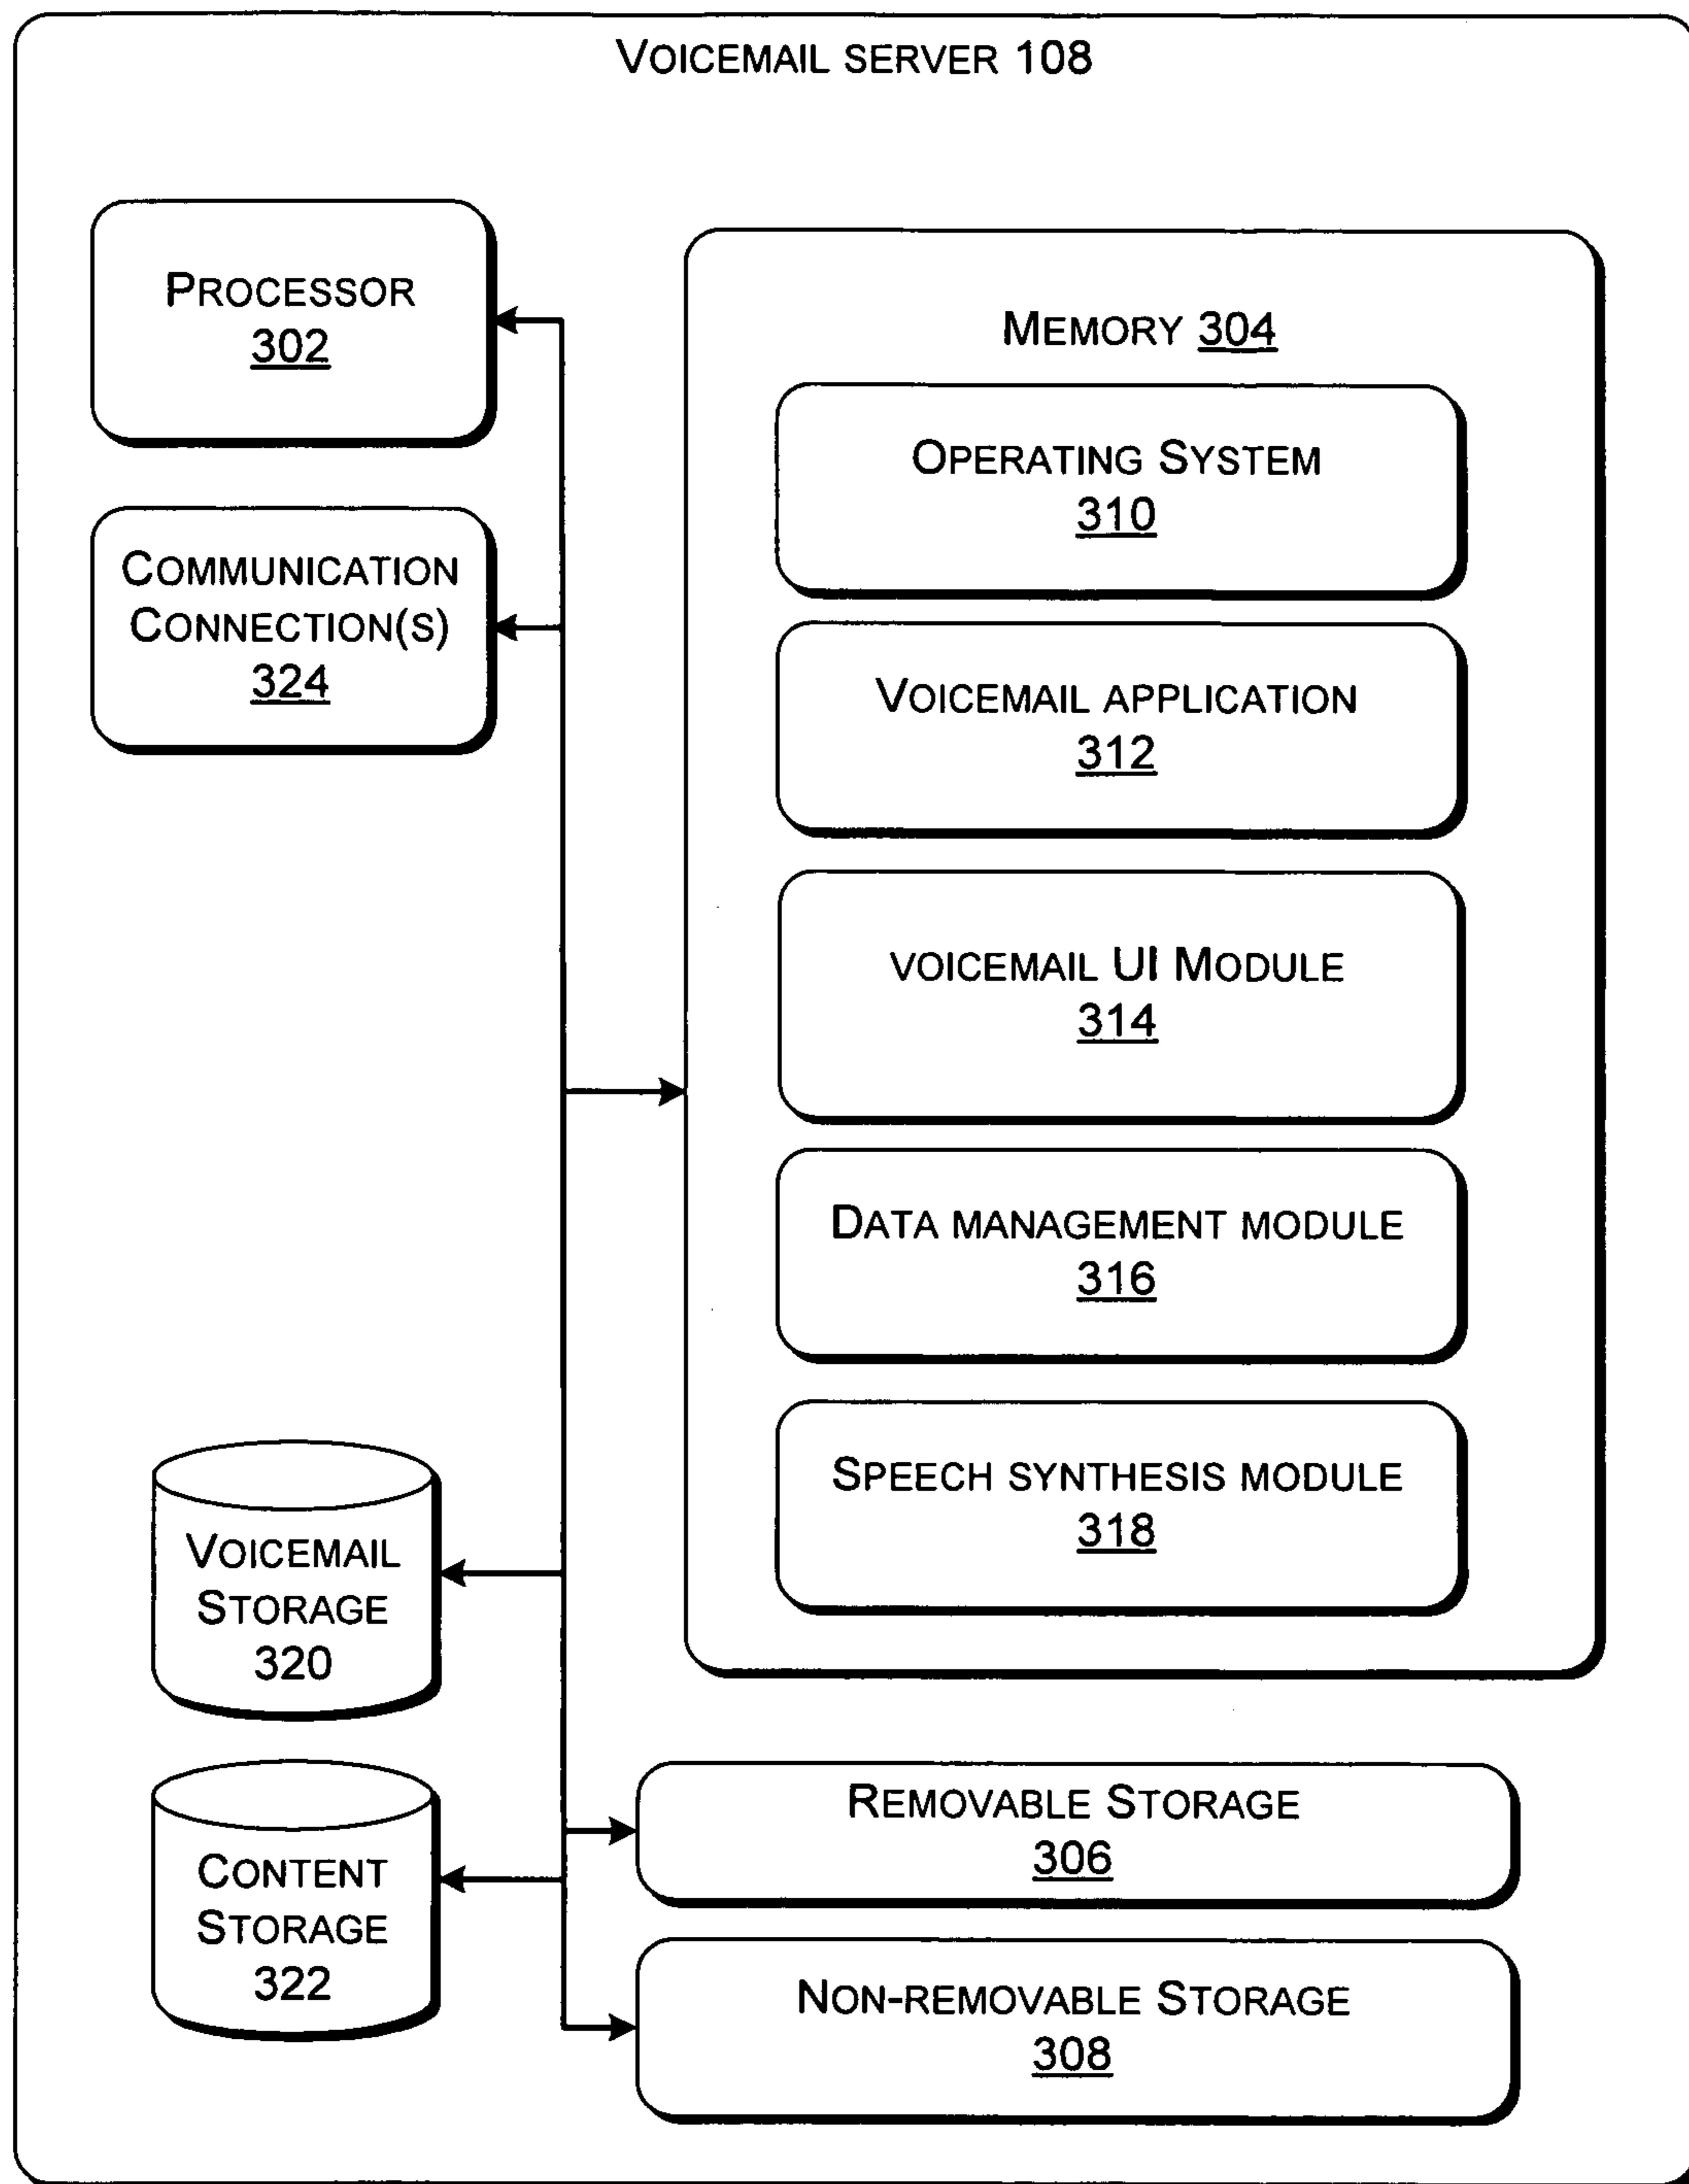 VOICEMAIL SERVER 108
PROCESSOR
302
COMMUNICATION
CONNECTION(S)
324
MEMORY 304
OPERATING SYSTEM
310
VOICEMAIL APPLICATION
312
VOICEMAIL UI MODULE
314
DATA MANAGEMENT MODULE
316
SPEECH SYNTHESIS MODULE
318
VOICEMAIL
STORAGE
320
CONTENT
STORAGE
322
REMOVABLE STORAGE
306
NON-REMOVABLE STORAGE
308